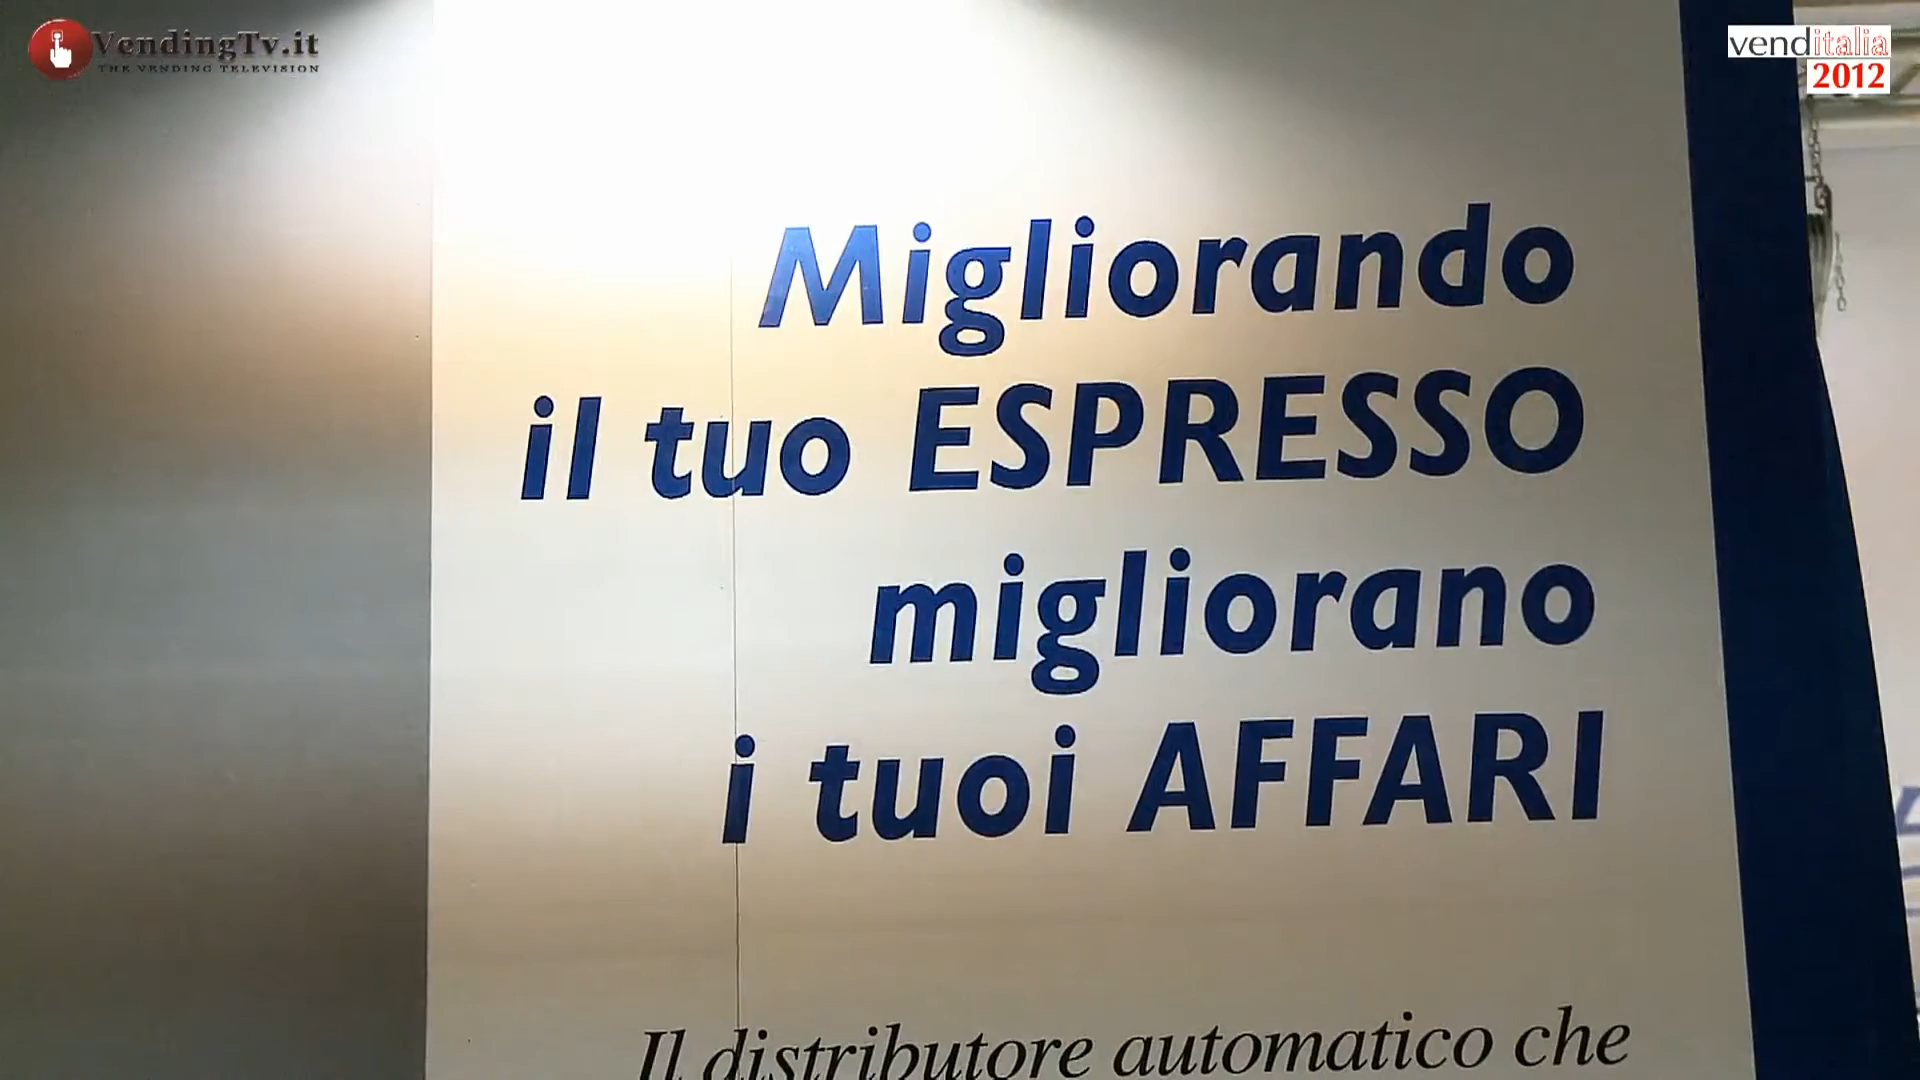 VendingTv.it
THE VENDING TELEVISION
venditalia
2012
Migliorando
il tuo ESPRESSO
migliorano
i tuoi AFFARI
Il distributore automatico che